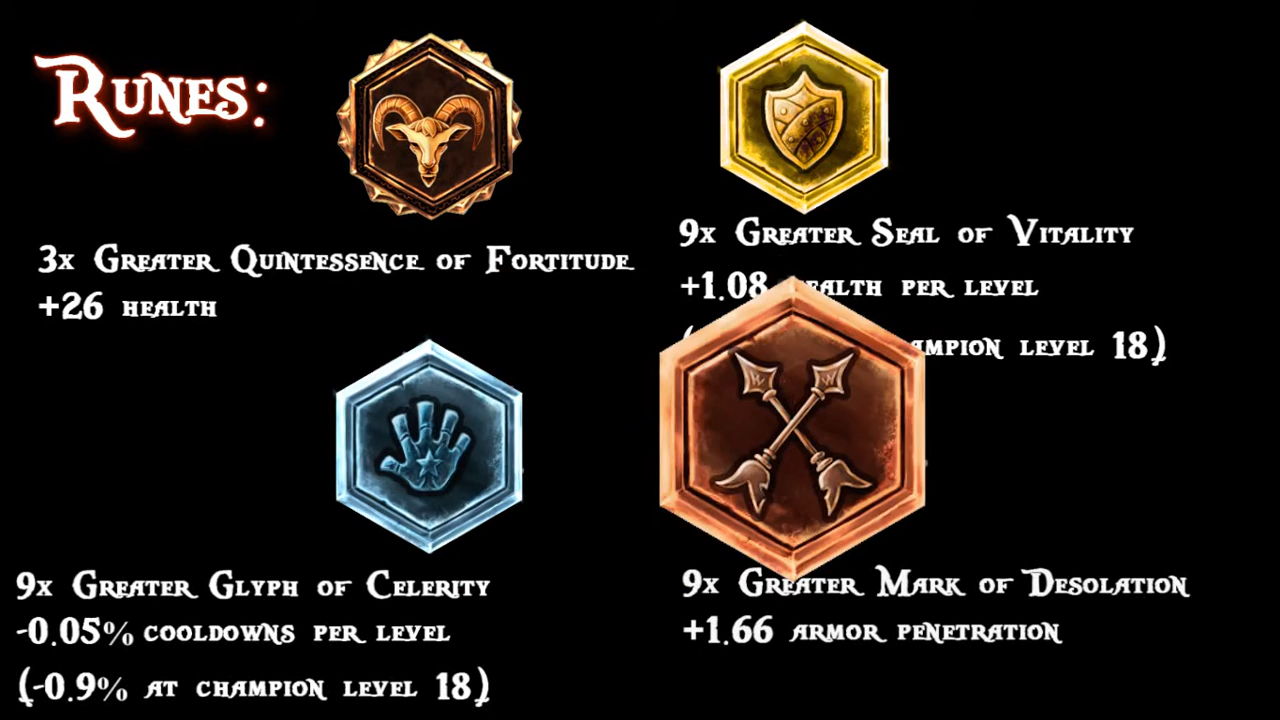 Runes:
3x Greater Quintessence of Fortitude
+26 health
9x Greater Seal of Vitality
+1.08 health per level
level 18)
9x Greater Glyph of Celerity
-0.05% cooldowns per level
(-0.9% at champion level 18)
9x Greater Mark of Desolation
+1.66 armor penetration